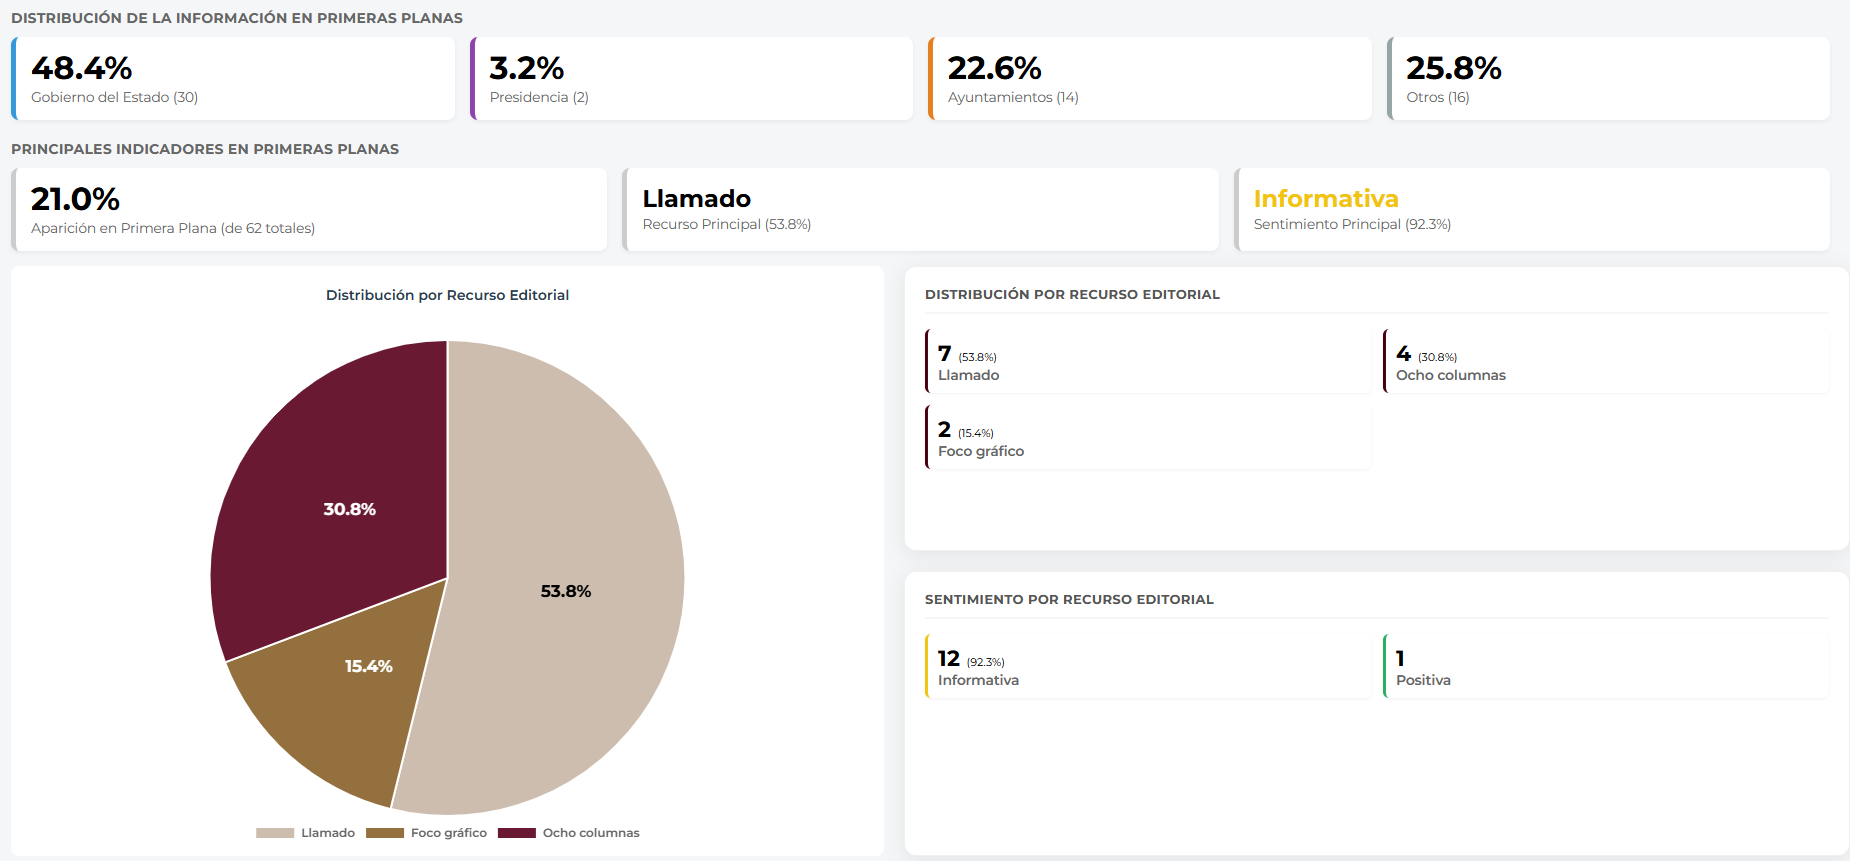 DISTRIBUCIÓN DE LA INFORMACIÓN EN PRIMERAS PLANAS
48.4%
Gobierno del Estado (30)
3.2%
Presidencia (2)
22.6%
Ayuntamientos (14)
25.8%
Otros (16)
PRINCIPALES INDICADORES EN PRIMERAS PLANAS
21.0%
Aparición en Primera Plana (de 62 totales)
Llamado
Recurso Principal (53.8%)
Informativa
Sentimiento Principal (92.3%)
Distribución por Recurso Editorial
30.8%
53.8%
15.4%
Llamado Foco gráfico Ocho columnas
DISTRIBUCIÓN POR RECURSO EDITORIAL
7 (53.8%)
Llamado
4 (30.8%)
Ocho columnas
2 (15.4%)
Foco gráfico
SENTIMIENTO POR RECURSO EDITORIAL
12 (92.3%)
Informativa
1
Positiva